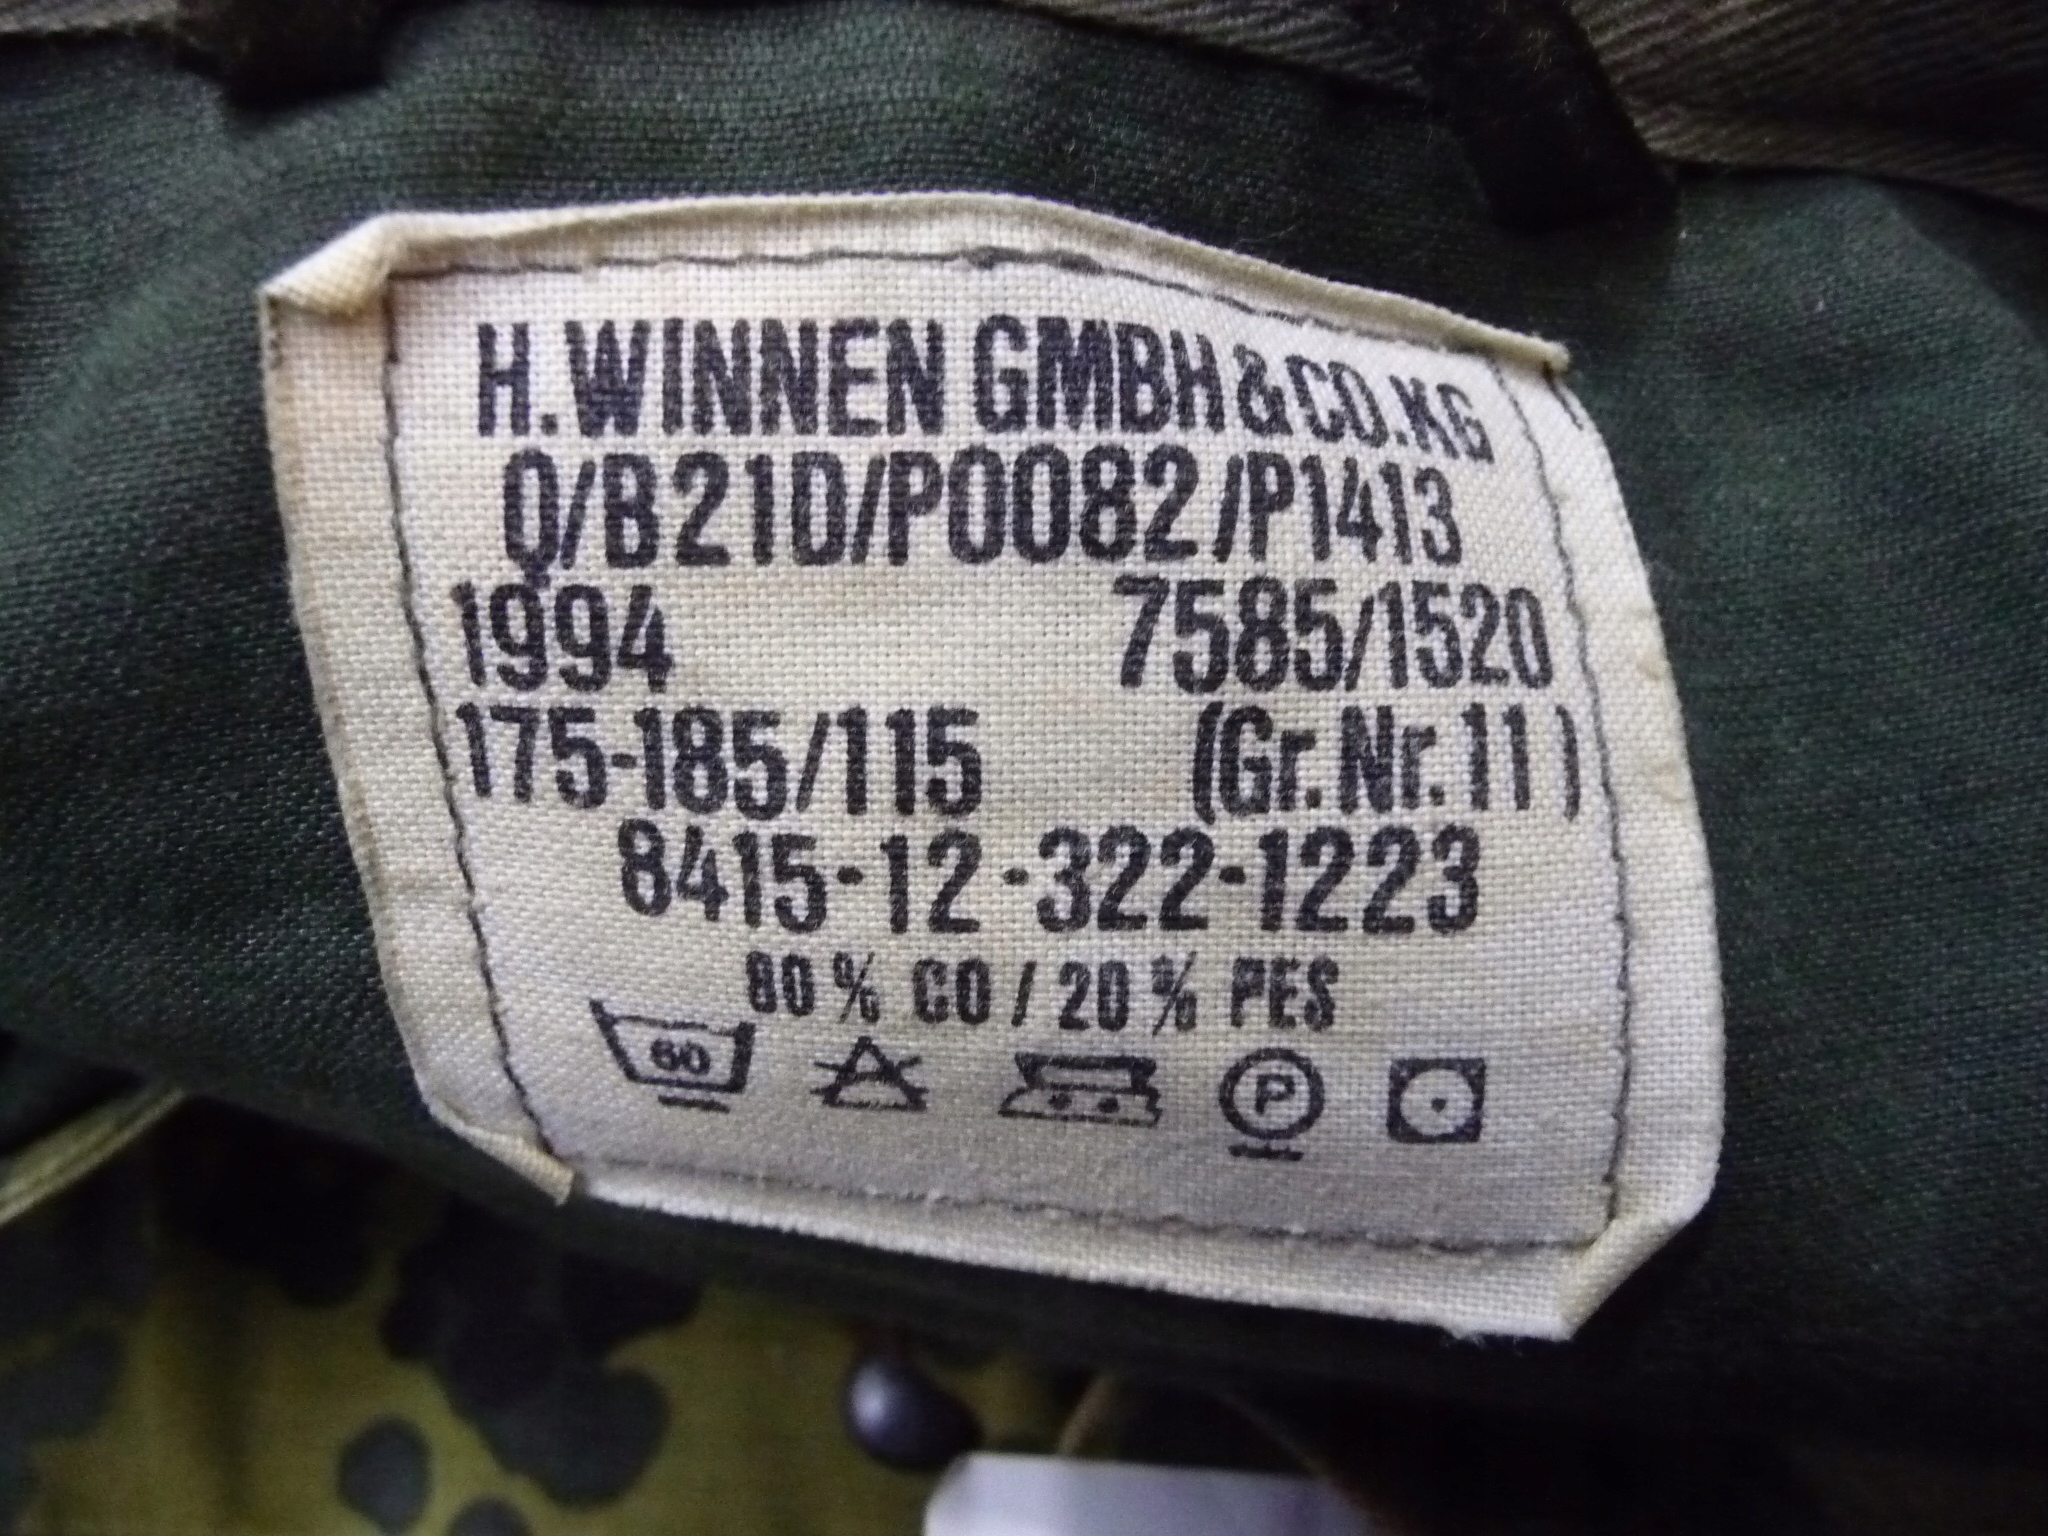 H.WINNEN GMBH&CO.KG
Q/B21D/P0082/P1413
1994 7585/1520
175-185/115 (Gr.Nr.11)
8415-12-322-1223
80% CO / 20% PES
60
P